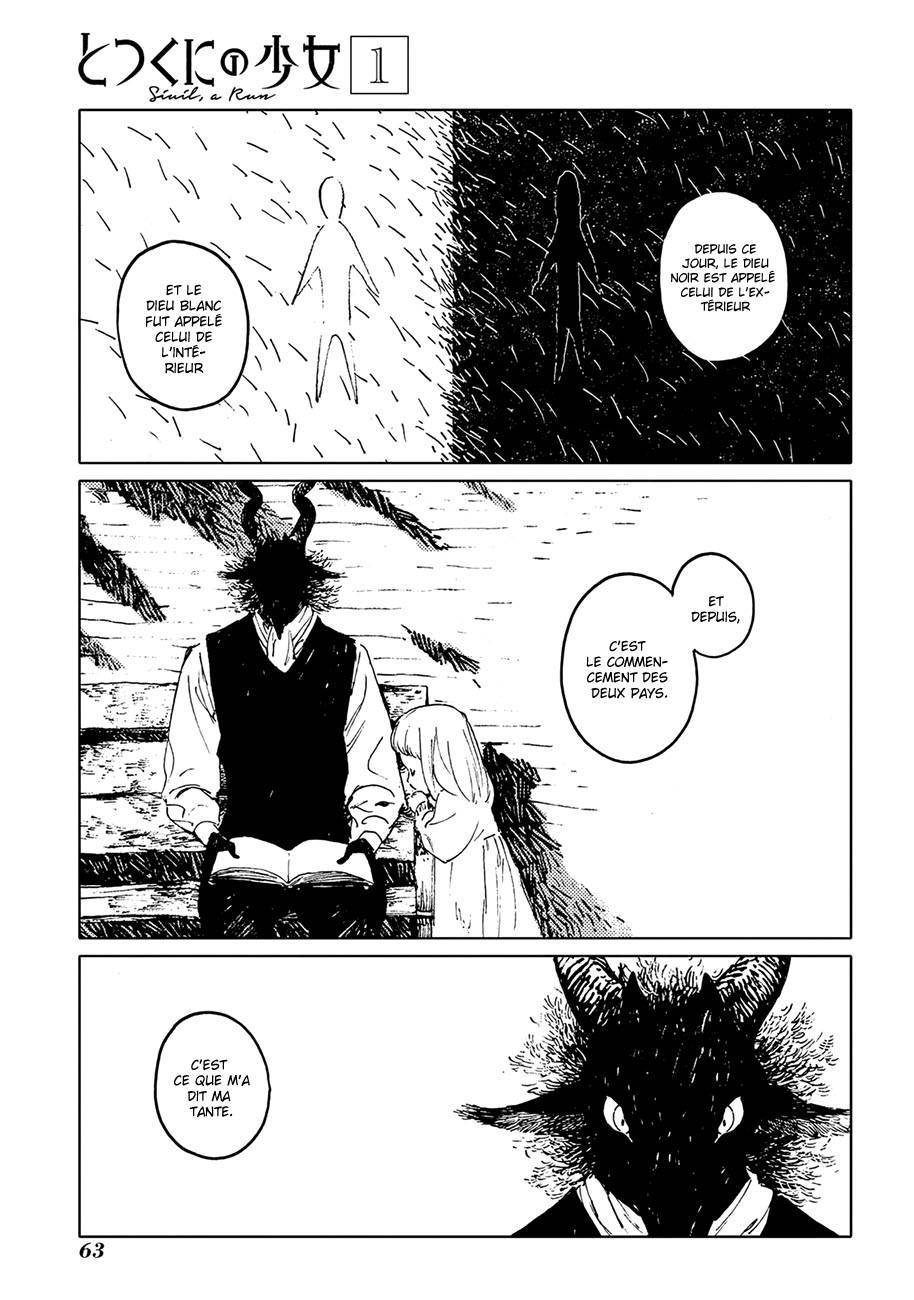 とつくにの少女 1
Siuil, a Run
DEPUIS CE
JOUR, LE DIEU
NOIR EST APPELÉ
CELUI DE L'EX-
TÉRIEUR
ET LE
DIEU BLANC
FUT APPELÉ
CELUI DE
L'INTÉ-
RIEUR
ET
DEPUIS,
C'EST
LE COMMEN-
CEMENT DES
DEUX PAYS.
C'EST
CE QUE M'A
DIT MA
TANTE.
63